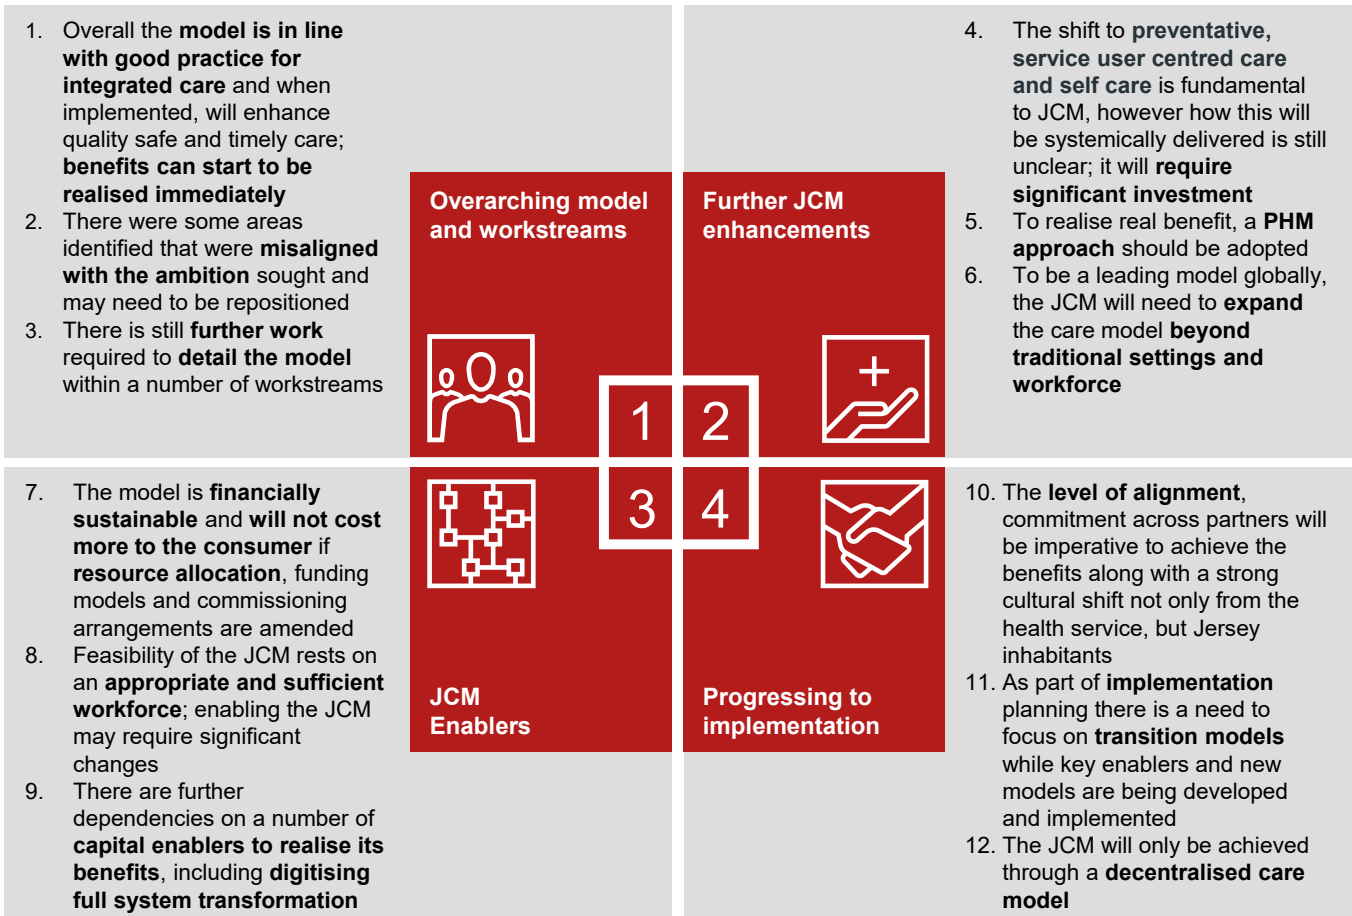 1. Overall the model is in line
with good practice for
integrated care and when
implemented, will enhance
quality safe and timely care;
benefits can start to be
realised immediately
2. There were some areas
identified that were misaligned
with the ambition sought and
may need to be repositioned
3. There is still further work
required to detail the model
within a number of workstreams
Overarching model
and workstreams
1
Further JCM
enhancements
2
4. The shift to preventative,
service user centred care
and self care is fundamental
to JCM, however how this will
be systemically delivered is still
unclear; it will require
significant investment
5. To realise real benefit, a PHM
approach should be adopted
6. To be a leading model globally,
the JCM will need to expand
the care model beyond
traditional settings and
workforce
7. The model is financially
sustainable and will not cost
more to the consumer if
resource allocation, funding
models and commissioning
arrangements are amended
8. Feasibility of the JCM rests on
an appropriate and sufficient
workforce; enabling the JCM
may require significant
changes
9. There are further
dependencies on a number of
capital enablers to realise its
benefits, including digitising
full system transformation
3
JCM
Enablers
4
Progressing to
implementation
10. The level of alignment,
commitment across partners will
be imperative to achieve the
benefits along with a strong
cultural shift not only from the
health service, but Jersey
inhabitants
11. As part of implementation
planning there is a need to
focus on transition models
while key enablers and new
models are being developed
and implemented
12. The JCM will only be achieved
through a decentralised care
model